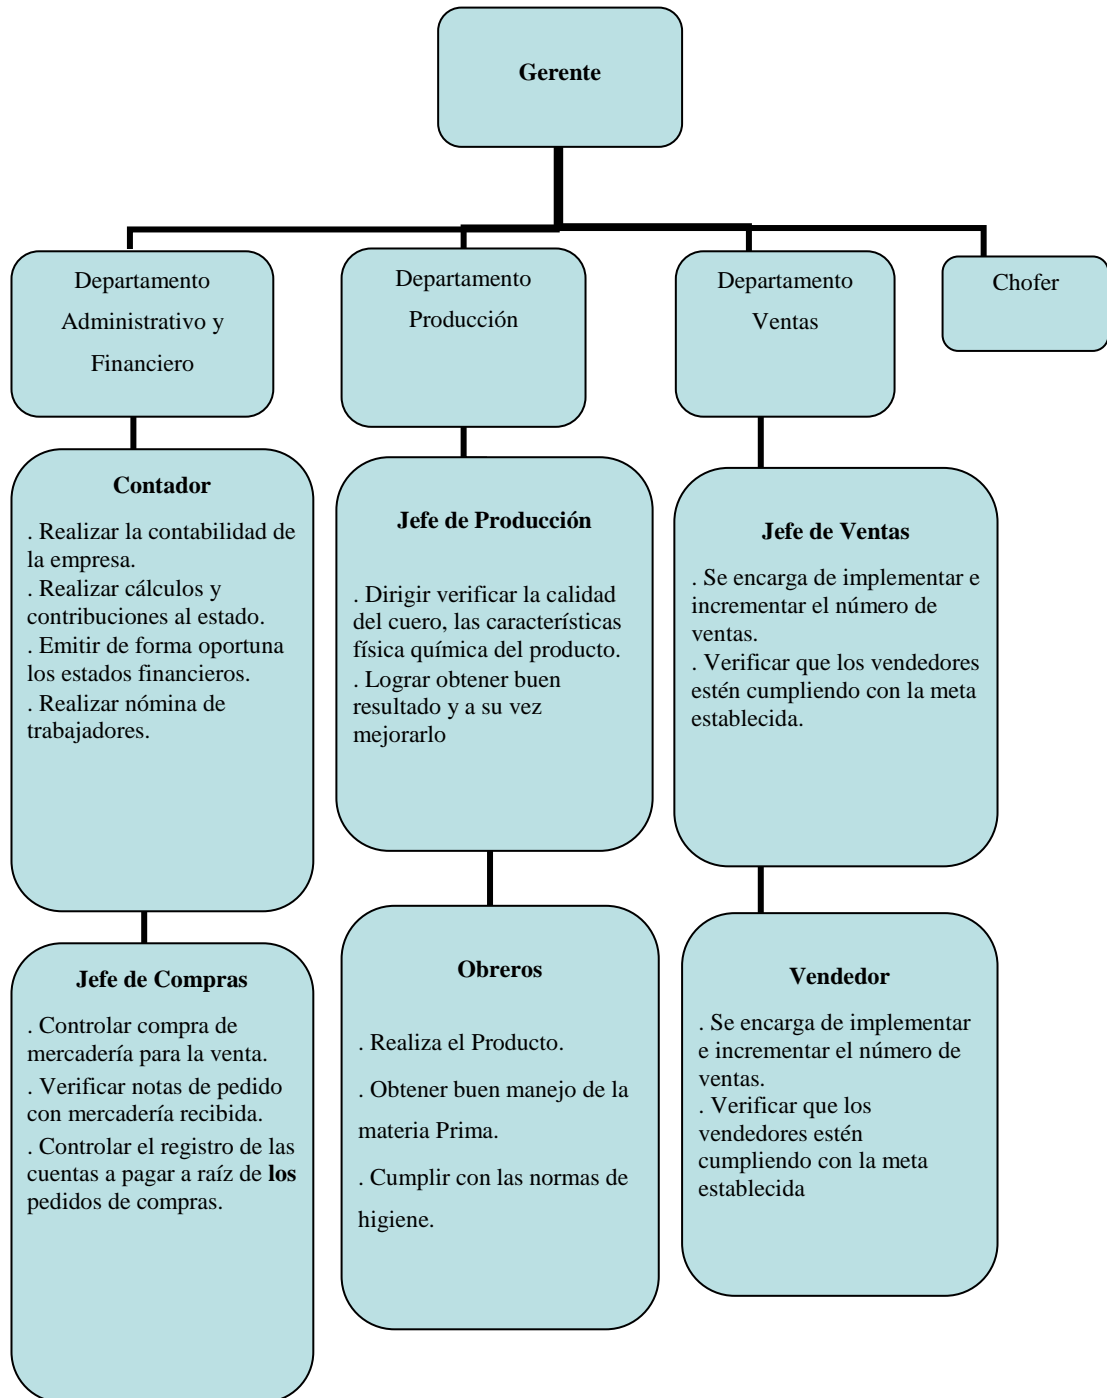 Gerente
Departamento
Administrativo y
Financiero
Departamento
Producción
Departamento
Ventas
Chofer
Contador
. Realizar la contabilidad de
la empresa.
. Realizar cálculos y
contribuciones al estado.
. Emitir de forma oportuna
los estados financieros.
. Realizar nómina de
trabajadores.
Jefe de Producción
. Dirigir verificar la calidad
del cuero, las características
física química del producto.
. Lograr obtener buen
resultado y a su vez
mejorarlo
Jefe de Ventas
. Se encarga de implementar e
incrementar el número de
ventas.
. Verificar que los vendedores
estén cumpliendo con la meta
establecida.
Jefe de Compras
. Controlar compra de
mercadería para la venta.
. Verificar notas de pedido
con mercadería recibida.
. Controlar el registro de las
cuentas a pagar a raíz de los
pedidos de compras.
Obreros
. Realiza el Producto.
. Obtener buen manejo de la
materia Prima.
. Cumplir con las normas de
higiene.
Vendedor
. Se encarga de implementar
e incrementar el número de
ventas.
. Verificar que los
vendedores estén
cumpliendo con la meta
establecida